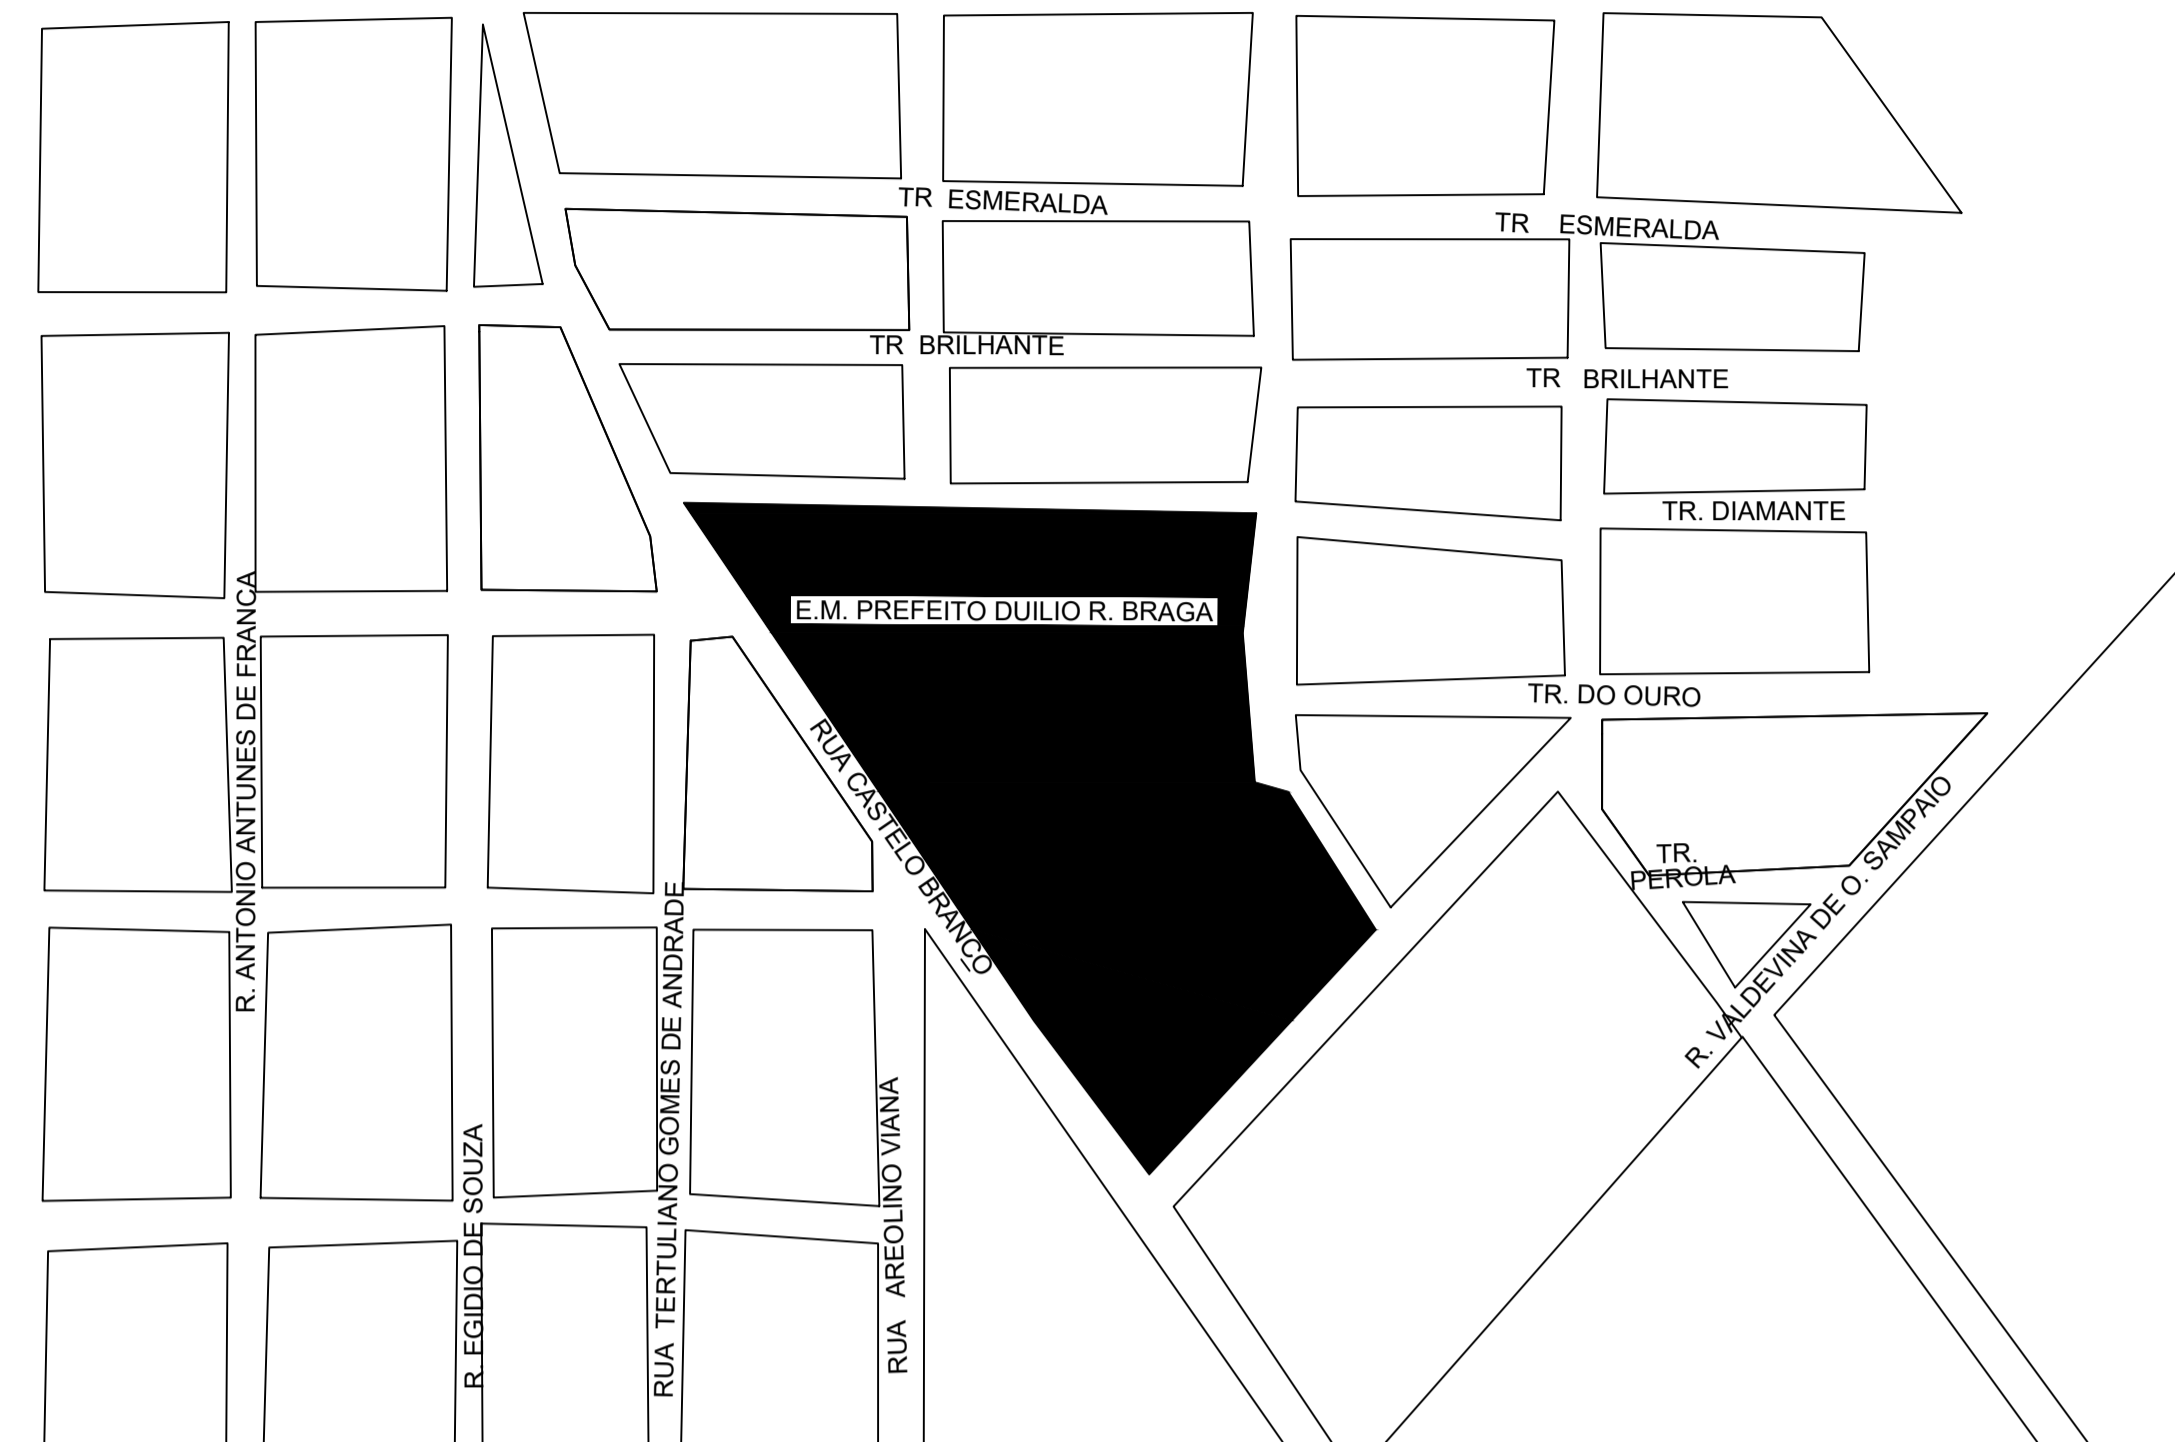 TR ESMERALDA
TR ESMERALDA
TR BRILHANTE
TR BRILHANTE
TR. DIAMANTE
E.M. PREFEITO DUILIO R. BRAGA
TR. DO OURO
R. ANTONIO ANTUNES DE FRANCA
RUA CASTELO BRANÇO
TR.
PEROLA
R. VALDEVINA DE O. SAMPAIO
RUA TERTULIANO GOMES DE ANDRADE
R. EGIDIO DE SOUZA
RUA AREOLINO VIANA